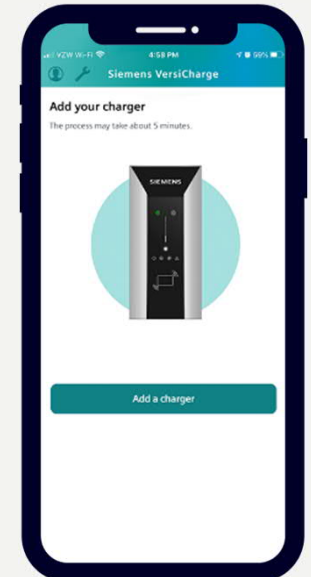 VZW Wi-Fi 4:58 PM 59%
Siemens VersiCharge
Add your charger
The process may take about 5 minutes.
SIEMENS
Add a charger